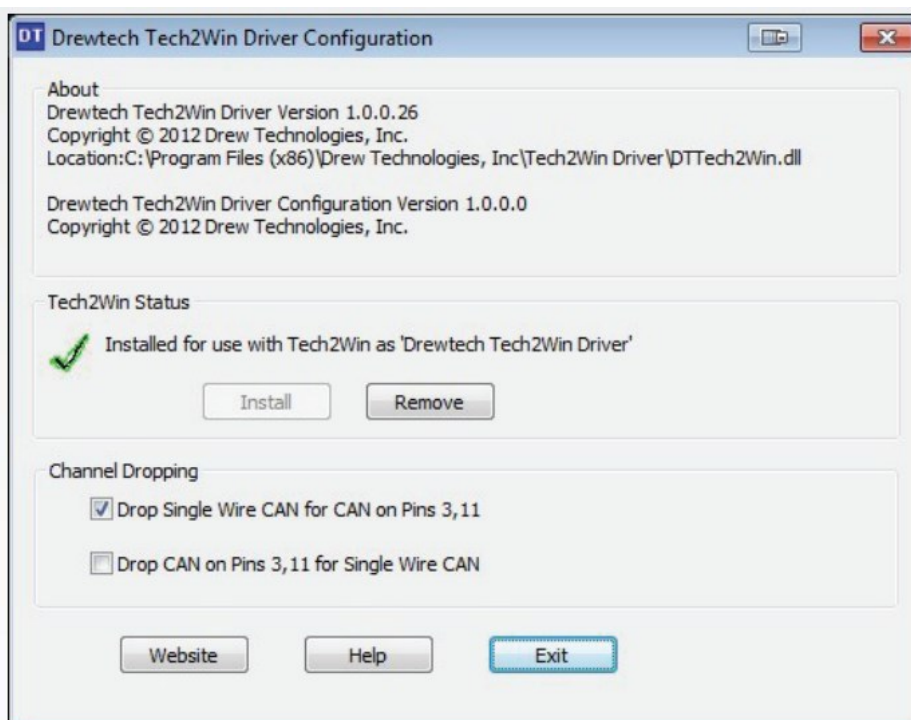 DT Drewtech Tech2Win Driver Configuration
About
Drewtech Tech2Win Driver Version 1.0.0.26
Copyright © 2012 Drew Technologies, Inc.
Location:C:\Program Files (x86)\Drew Technologies, Inc\Tech2Win Driver\DTTech2Win.dll
Drewtech Tech2Win Driver Configuration Version 1.0.0.0
Copyright © 2012 Drew Technologies, Inc.
Tech2Win Status
Installed for use with Tech2Win as 'Drewtech Tech2Win Driver'
Install Remove
Channel Dropping
Drop Single Wire CAN for CAN on Pins 3,11
Drop CAN on Pins 3,11 for Single Wire CAN
Website Help Exit